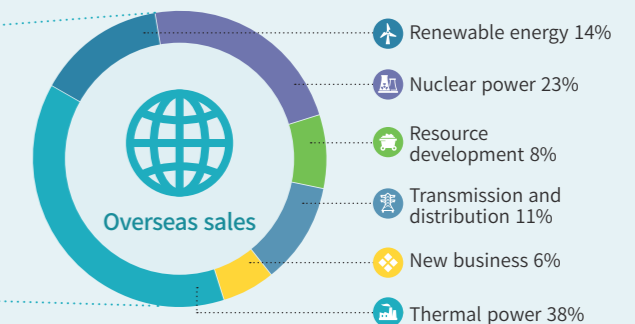 Overseas sales
Renewable energy 14%
Nuclear power 23%
Resource
development 8%
Transmission and
distribution 11%
New business 6%
Thermal power 38%